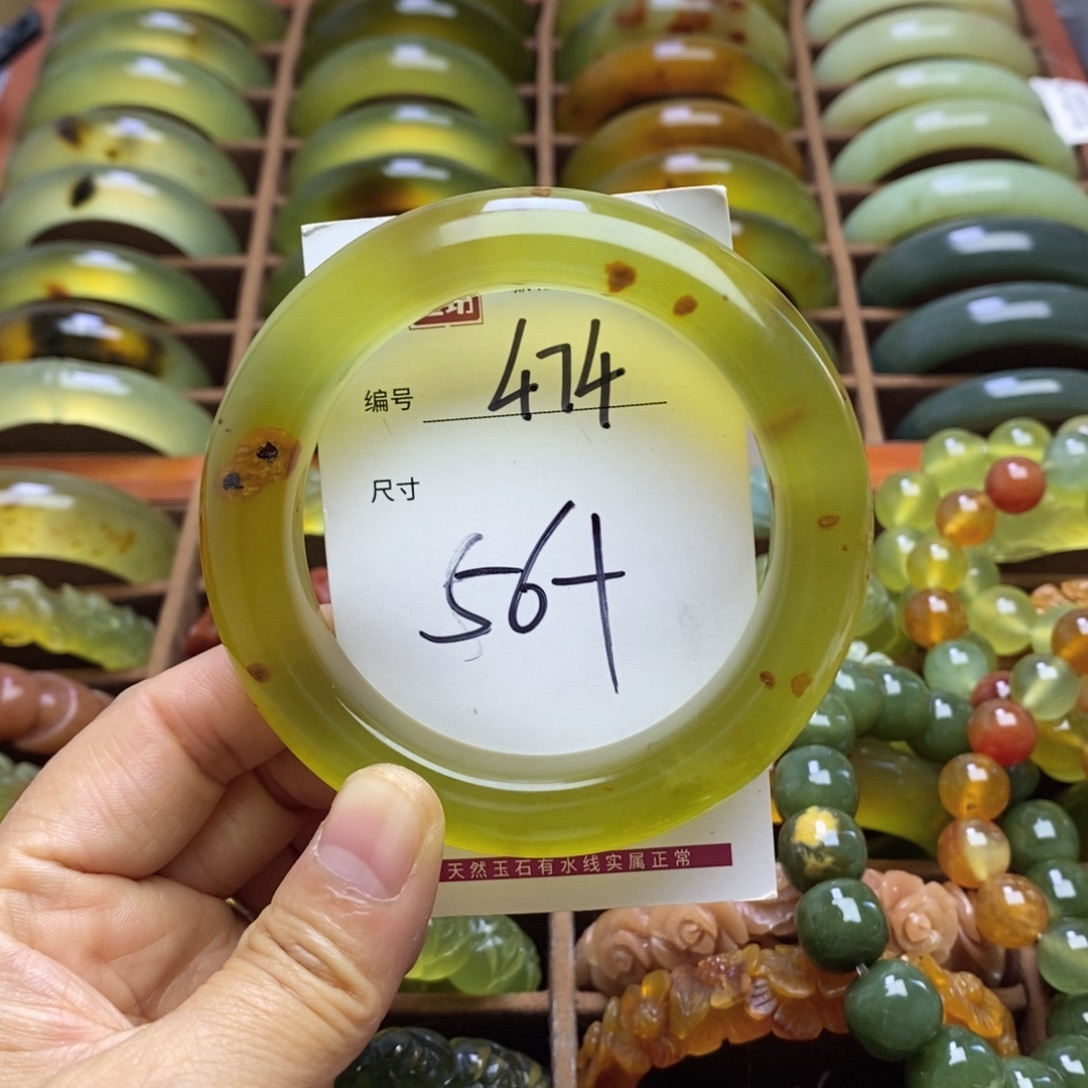 编号 474
尺寸 56+
天然玉石有水线实属正常